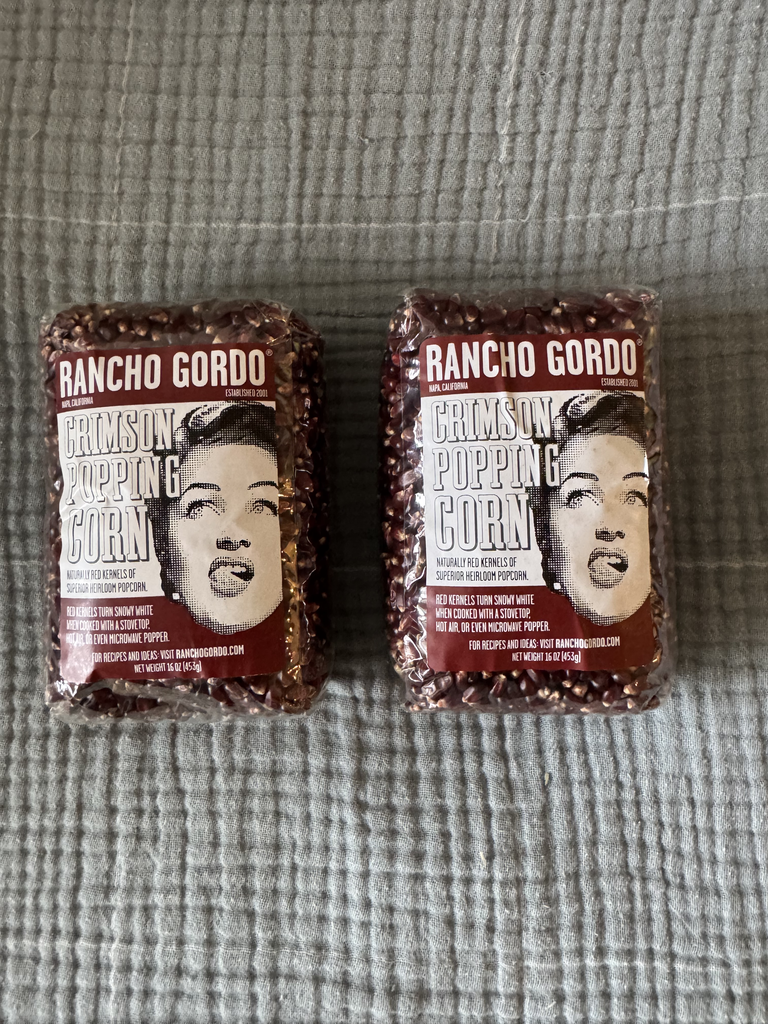 RANCHO GORDO®
NAPA, CALIFORNIA ESTABLISHED 2001
CRIMSON
POPPING
CORN
NATURALLY RED KERNELS OF
SUPERIOR HEIRLOOM POPCORN.
RED KERNELS TURN SNOWY WHITE
WHEN COOKED WITH A STOVETOP,
HOT AIR, OR EVEN MICROWAVE POPPER.
FOR RECIPES AND IDEAS: VISIT RANCHOGORDO.COM
NET WEIGHT 16 OZ (453g)
RANCHO GORDO®
NAPA, CALIFORNIA ESTABLISHED 2001
CRIMSON
POPPING
CORN
NATURALLY RED KERNELS OF
SUPERIOR HEIRLOOM POPCORN.
RED KERNELS TURN SNOWY WHITE
WHEN COOKED WITH A STOVETOP,
HOT AIR, OR EVEN MICROWAVE POPPER.
FOR RECIPES AND IDEAS: VISIT RANCHOGORDO.COM
NET WEIGHT 16 OZ (453g)